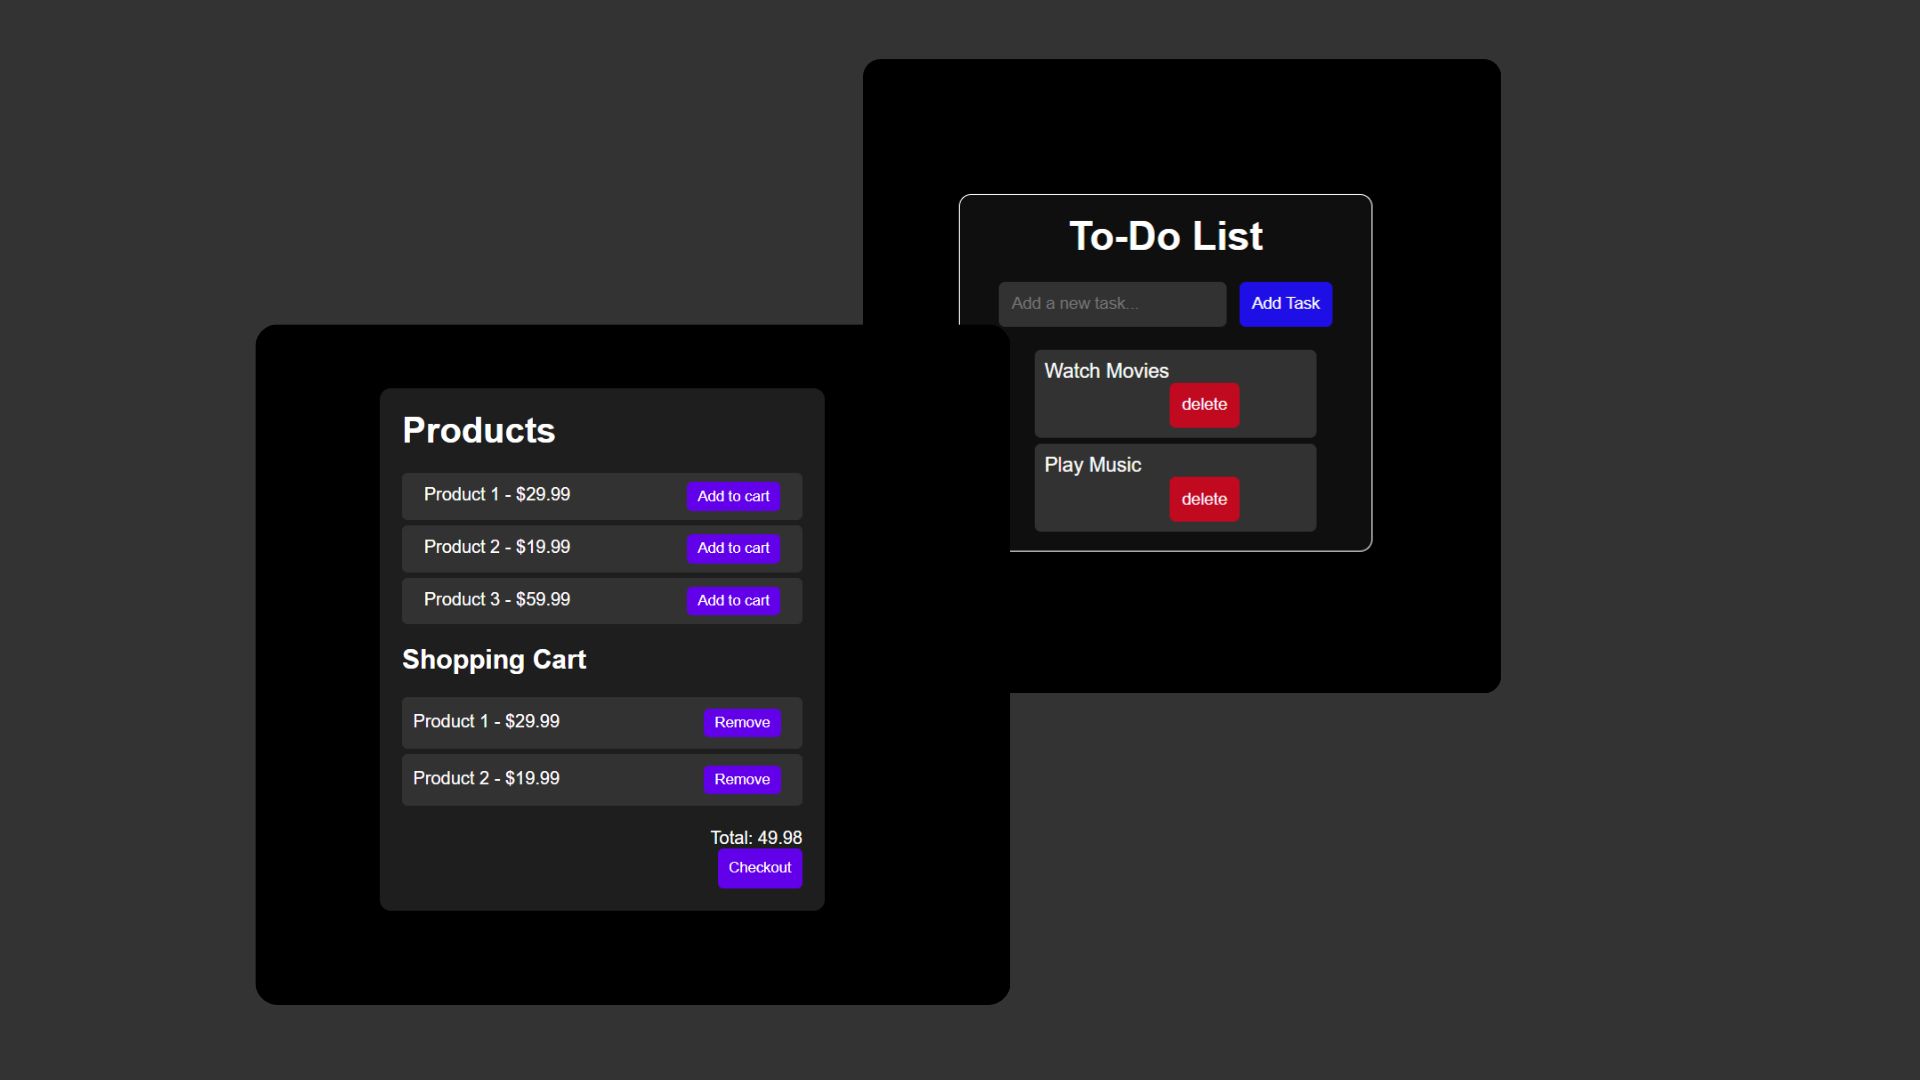 To-Do List
Add a new task...
Add Task
Watch Movies
delete
Play Music
delete
Products
Product 1 - $29.99
Add to cart
Product 2 - $19.99
Add to cart
Product 3 - $59.99
Add to cart
Shopping Cart
Product 1 - $29.99
Remove
Product 2 - $19.99
Remove
Total: 49.98
Checkout